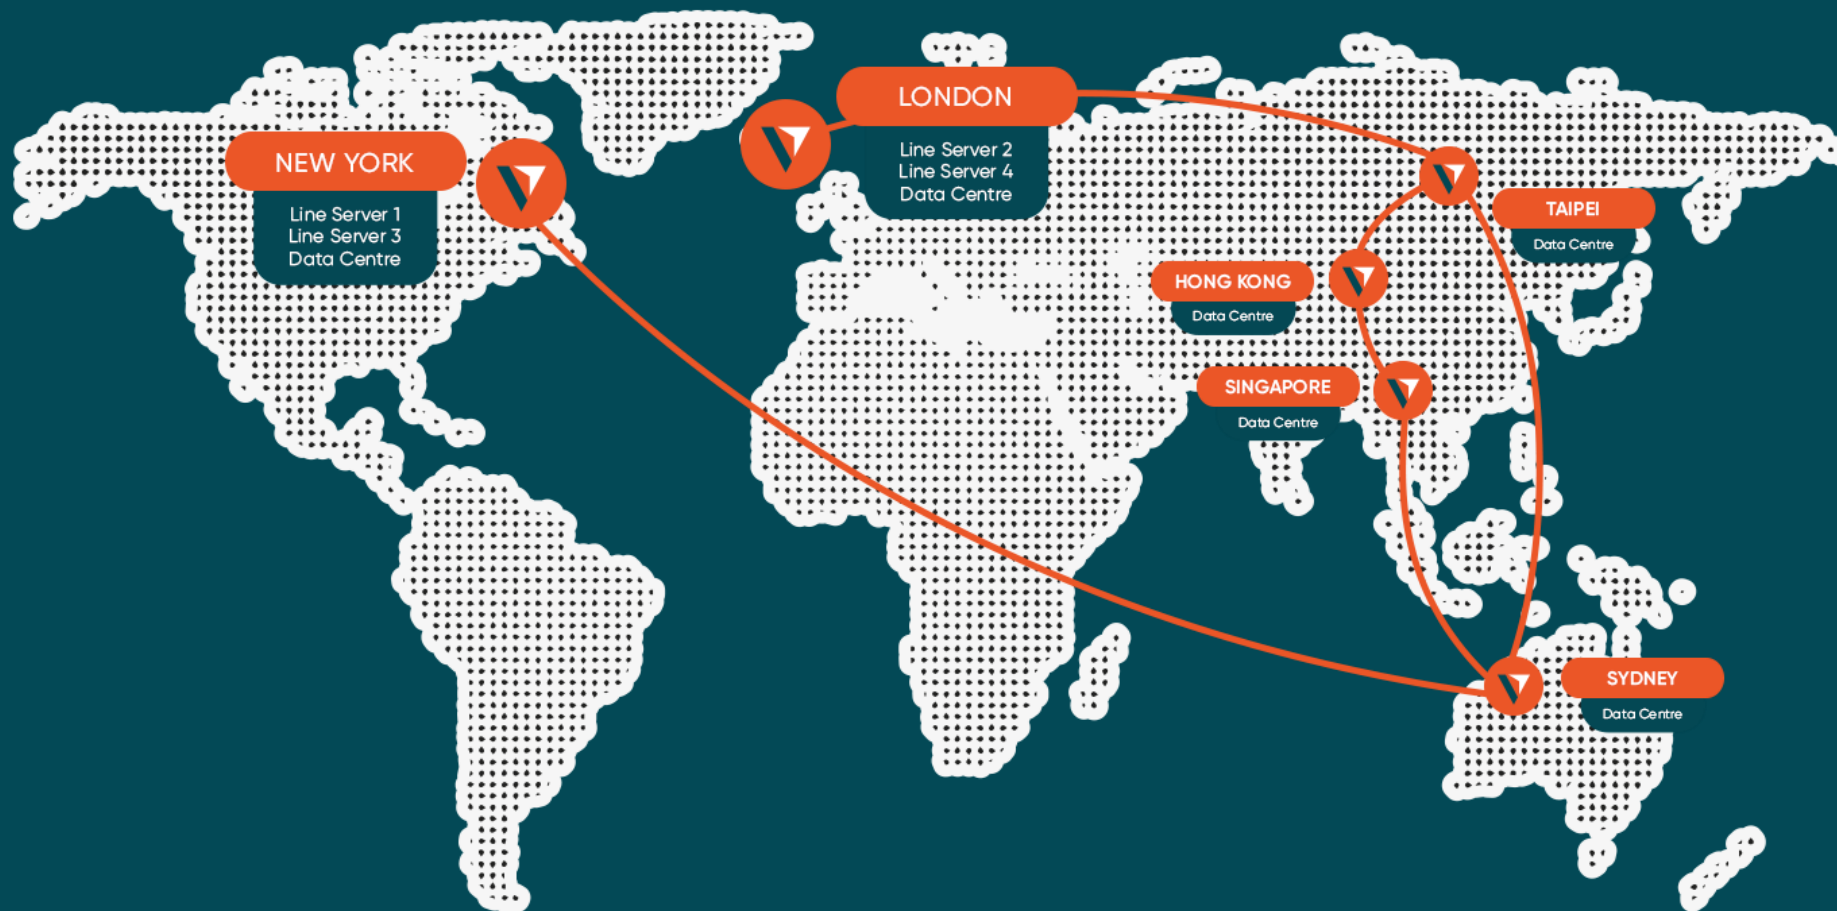 NEW YORK
Line Server 1
Line Server 3
Data Centre
LONDON
Line Server 2
Line Server 4
Data Centre
TAIPEI
Data Centre
HONG KONG
Data Centre
SINGAPORE
Data Centre
SYDNEY
Data Centre